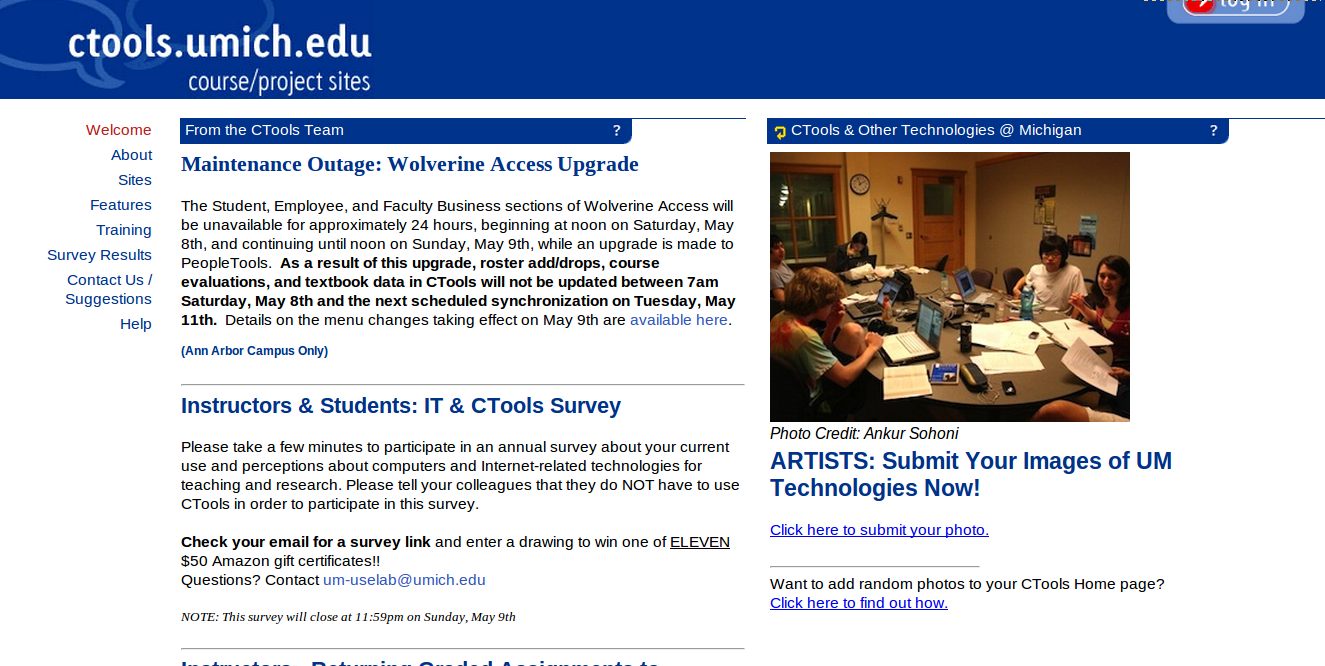 log in
ctools.umich.edu
course/project sites
Welcome
About
Sites
Features
Training
Survey Results
Contact Us /
Suggestions
Help
From the CTools Team ?
Maintenance Outage: Wolverine Access Upgrade
The Student, Employee, and Faculty Business sections of Wolverine Access will
be unavailable for approximately 24 hours, beginning at noon on Saturday, May
8th, and continuing until noon on Sunday, May 9th, while an upgrade is made to
PeopleTools. As a result of this upgrade, roster add/drops, course
evaluations, and textbook data in CTools will not be updated between 7am
Saturday, May 8th and the next scheduled synchronization on Tuesday, May
11th. Details on the menu changes taking effect on May 9th are available here.
(Ann Arbor Campus Only)
Instructors & Students: IT & CTools Survey
Please take a few minutes to participate in an annual survey about your current
use and perceptions about computers and Internet-related technologies for
teaching and research. Please tell your colleagues that they do NOT have to use
CTools in order to participate in this survey.
Check your email for a survey link and enter a drawing to win one of ELEVEN
$50 Amazon gift certificates!!
Questions? Contact um-uselab@umich.edu
NOTE: This survey will close at 11:59pm on Sunday, May 9th
Instructors - Returning Graded Assignments to
CTools & Other Technologies @ Michigan ?
Photo Credit: Ankur Sohoni
ARTISTS: Submit Your Images of UM
Technologies Now!
Click here to submit your photo.
Want to add random photos to your CTools Home page?
Click here to find out how.